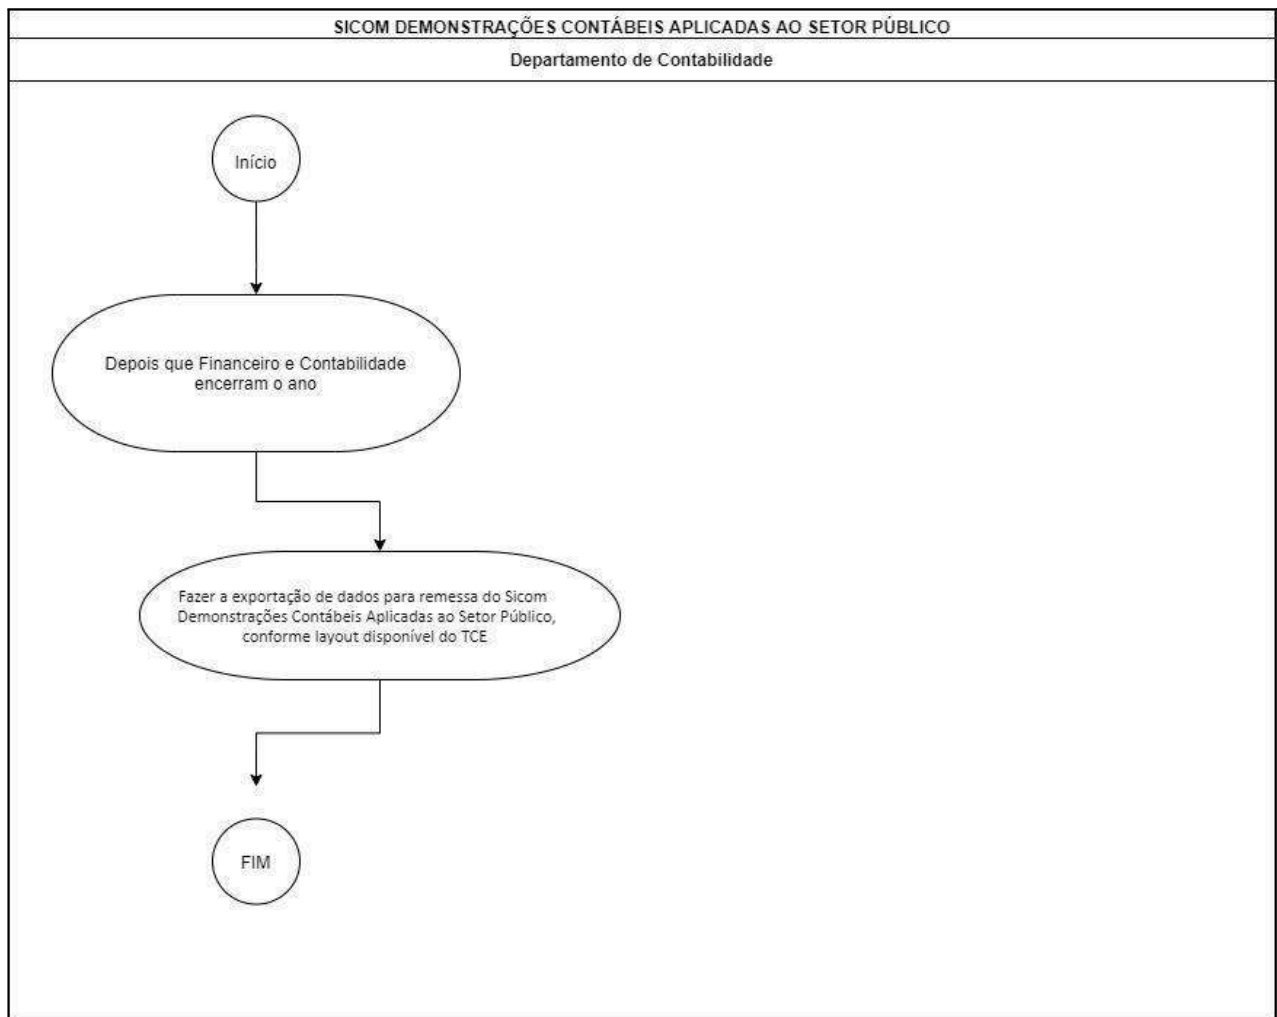 SICOM DEMONSTRAÇÕES CONTÁBEIS APLICADAS AO SETOR PÚBLICO
Departamento de Contabilidade
Início
Depois que Financeiro e Contabilidade
encerram o ano
Fazer a exportação de dados para remessa do Sicom
Demonstrações Contábeis Aplicadas ao Setor Público,
conforme layout disponível do TCE
FIM